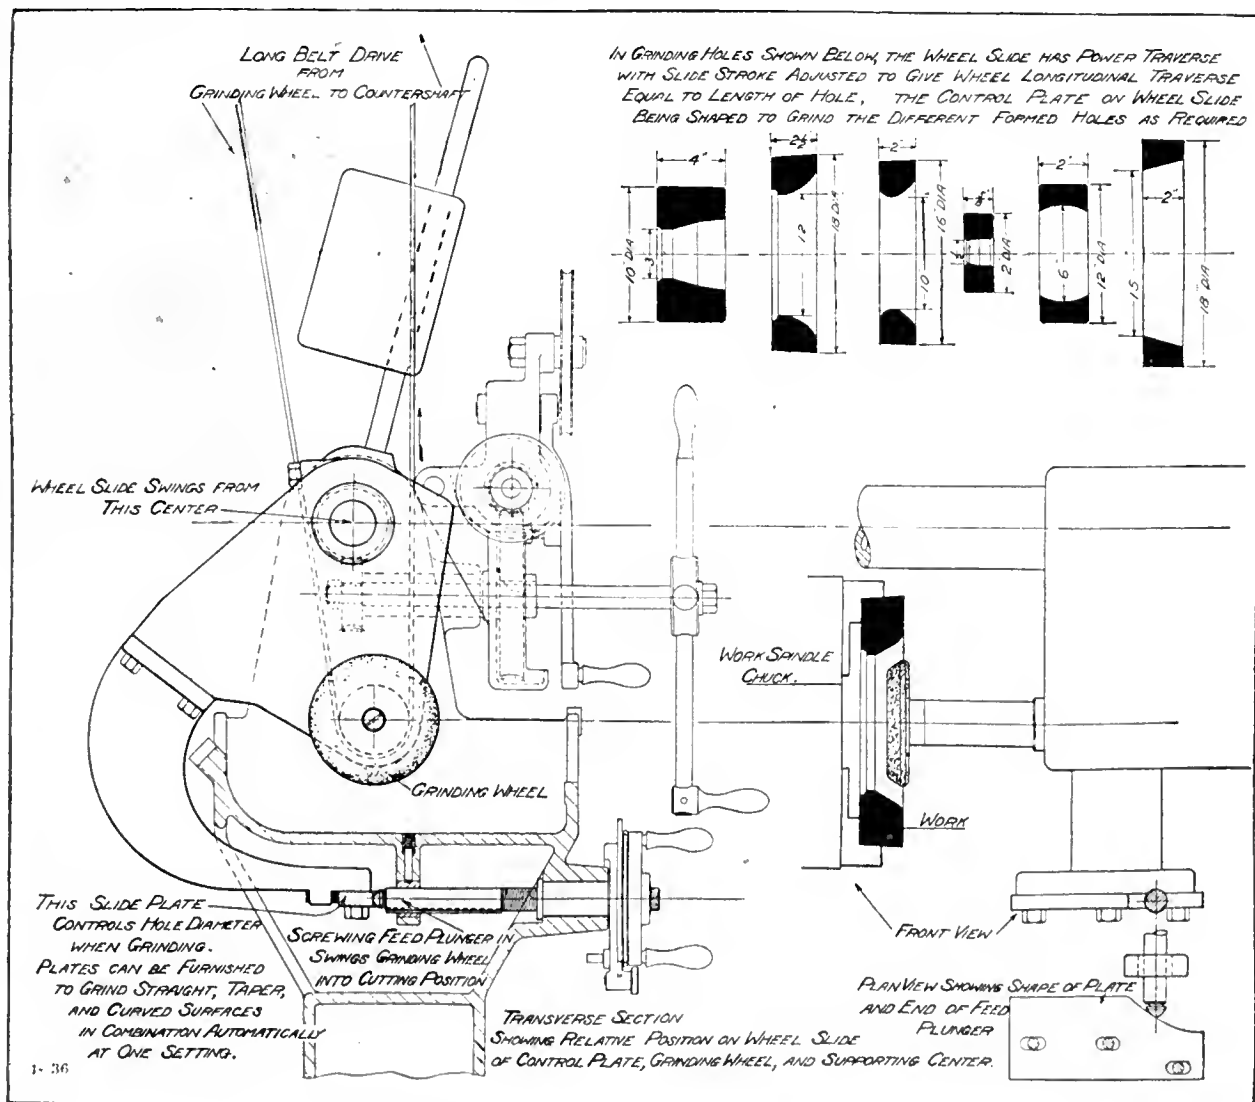 LONG BELT DRIVE
FROM
GRINDING WHEEL TO COUNTERSHAFT
IN GRINDING HOLES SHOWN BELOW, THE WHEEL SLIDE HAS POWER TRAVERSE
WITH SLIDE STROKE ADJUSTED TO GIVE WHEEL LONGITUDINAL TRAVERSE
EQUAL TO LENGTH OF HOLE, THE CONTROL PLATE ON WHEEL SLIDE
BEING SHAPED TO GRIND THE DIFFERENT FORMED HOLES AS REQUIRED
4"
10 DIA
3
2½"
12
18 DIA
2"
10
16 DIA
2 DIA
2"
6
12 DIA
15
2"
18" DIA
WHEEL SLIDE SWINGS FROM
THIS CENTER
WORK SPINDLE
CHUCK.
GRINDING WHEEL
WORK
THIS SLIDE PLATE
CONTROLS HOLE DIAMETER
WHEN GRINDING.
PLATES CAN BE FURNISHED
TO GRIND STRAIGHT, TAPER,
AND CURVED SURFACES
IN COMBINATION AUTOMATICALLY
AT ONE SETTING.
SCREWING FEED PLUNGER IN
SWINGS GRINDING WHEEL
INTO CUTTING POSITION
TRANSVERSE SECTION
SHOWING RELATIVE POSITION ON WHEEL SLIDE
OF CONTROL PLATE, GRINDING WHEEL, AND SUPPORTING CENTER.
FRONT VIEW
PLAN VIEW SHOWING SHAPE OF PLATE
AND END OF FEED
PLUNGER